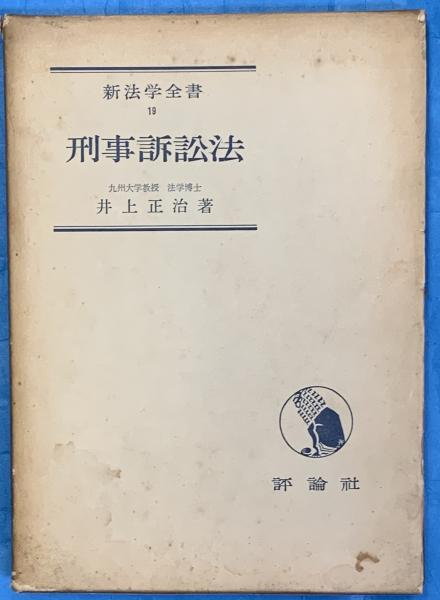 新法学全書
19
刑事訴訟法
九州大学教授 法学博士
井上正治著
評論社